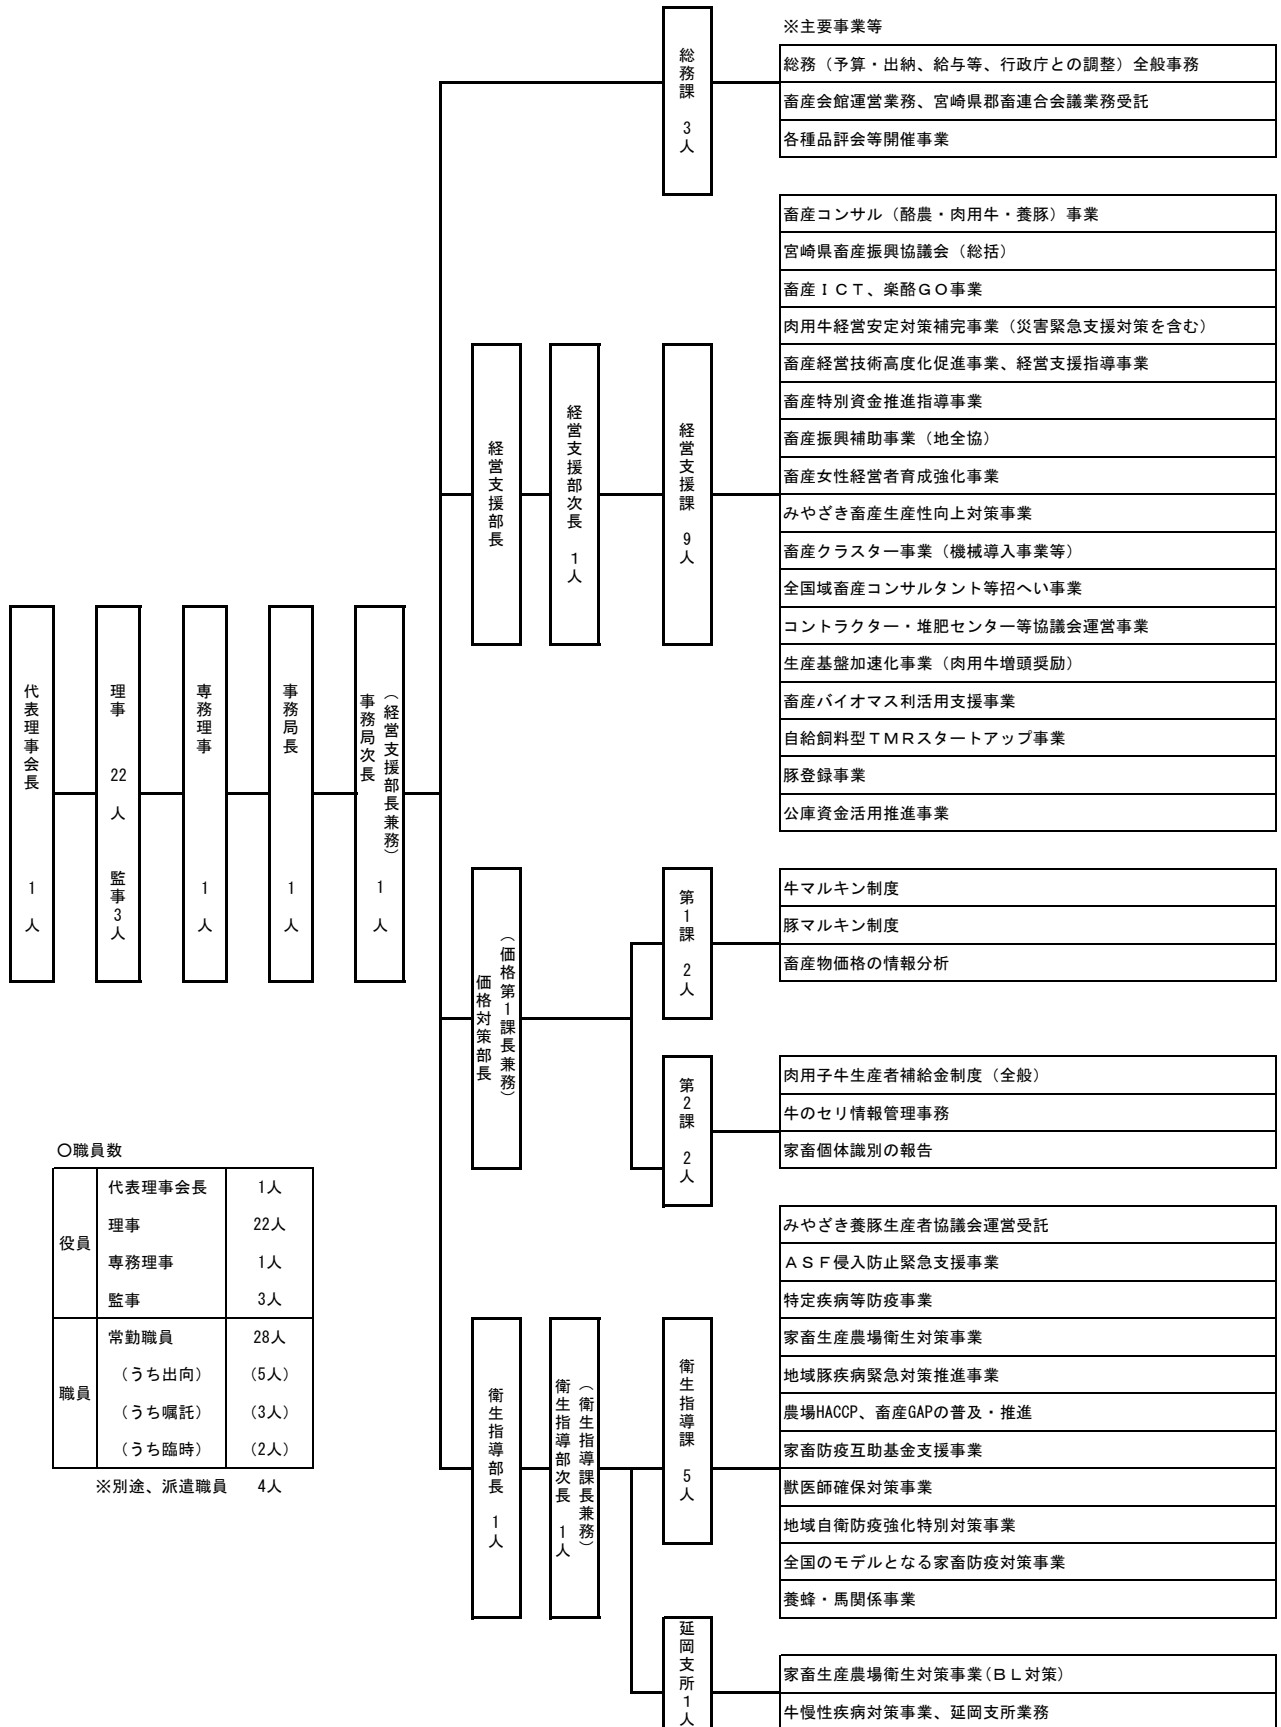 ※主要事業等
総務課 3人
総務（予算・出納、給与等、行政庁との調整）全般事務
畜産会館運営業務、宮崎県郡畜連合会議業務受託
各種品評会等開催事業
代表理事会長 1人
理事 22人 監事3人
専務理事 1人
事務局長 1人
事務局次長 1人
（経営支援部長兼務）
経営支援部長
経営支援部次長 1人
経営支援課 9人
畜産コンサル（酪農・肉用牛・養豚）事業
宮崎県畜産振興協議会（総括）
畜産ＩＣＴ、楽酪ＧＯ事業
肉用牛経営安定対策補完事業（災害緊急支援対策を含む）
畜産経営技術高度化促進事業、経営支援指導事業
畜産特別資金推進指導事業
畜産振興補助事業（地全協）
畜産女性経営者育成強化事業
みやざき畜産生産性向上対策事業
畜産クラスター事業（機械導入事業等）
全国域畜産コンサルタント等招へい事業
コントラクター・堆肥センター等協議会運営事業
生産基盤加速化事業（肉用牛増頭奨励）
畜産バイオマス利活用支援事業
自給飼料型ＴＭＲスタートアップ事業
豚登録事業
公庫資金活用推進事業
価格対策部長
（価格第1課長兼務）
第1課 2人
牛マルキン制度
豚マルキン制度
畜産物価格の情報分析
第2課 2人
肉用子牛生産者補給金制度（全般）
牛のセリ情報管理事務
家畜個体識別の報告
衛生指導部長 1人
衛生指導部次長 1人
（衛生指導課長兼務）
衛生指導課 5人
みやざき養豚生産者協議会運営受託
ＡＳＦ侵入防止緊急支援事業
特定疾病等防疫事業
家畜生産農場衛生対策事業
地域豚疾病緊急対策推進事業
農場HACCP、畜産GAPの普及・推進
家畜防疫互助基金支援事業
獣医師確保対策事業
地域自衛防疫強化特別対策事業
全国のモデルとなる家畜防疫対策事業
養蜂・馬関係事業
延岡支所 1人
家畜生産農場衛生対策事業(ＢＬ対策)
牛慢性疾病対策事業、延岡支所業務
〇職員数
役員
代表理事会長 1人
理事 22人
専務理事 1人
監事 3人
職員
常勤職員 28人
（うち出向） (5人)
（うち嘱託） (3人)
（うち臨時） (2人)
※別途、派遣職員 4人